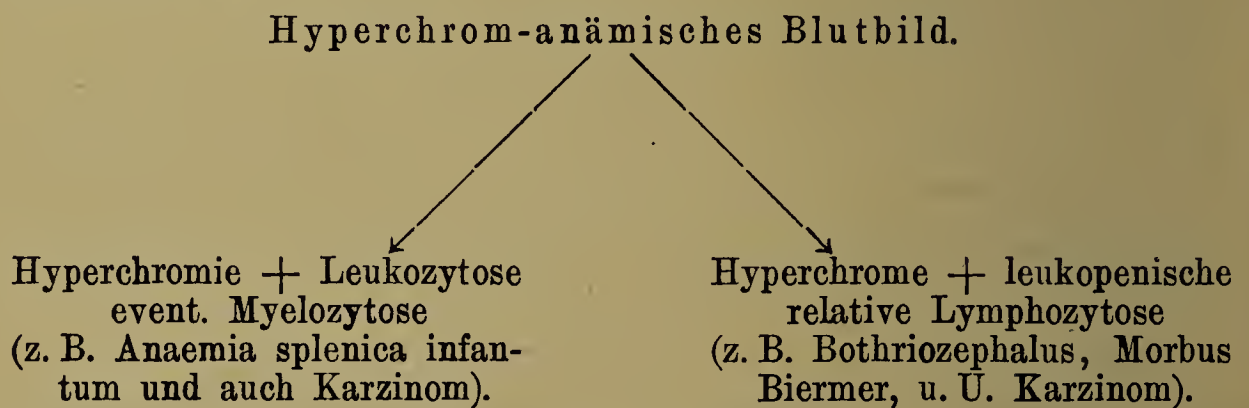 Hyperchrom-anämisches Blutbild.
Hyperchromie + Leukozytose
event. Myelozytose
(z. B. Anaemia splenica infan-
tum und auch Karzinom).
Hyperchrome + leukopenische
relative Lymphozytose
(z. B. Bothriozephalus, Morbus
Biermer, u. U. Karzinom).